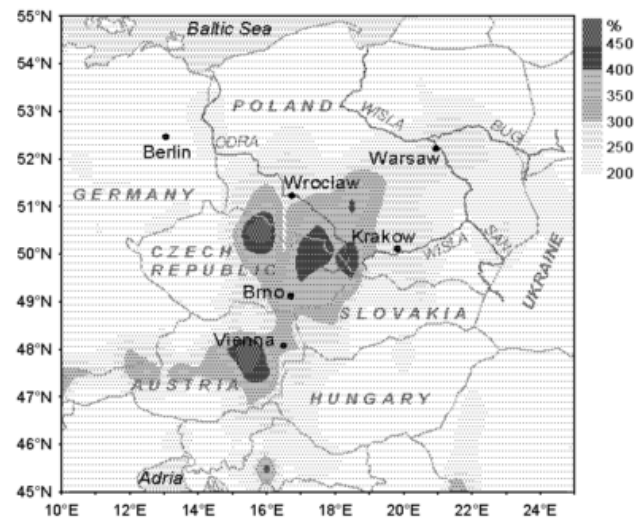 55°N
Baltic Sea
%
450
400
350
300
250
200
54°N
53°N
52°N
51°N
50°N
49°N
48°N
47°N
46°N
45°N
POLAND
WISLA
BUG
ODRA
Berlin
Warsaw
GERMANY
Wrocław
Krakow
WISLA
SAN
UKRAINE
CZECH
REPUBLIC
Brno
SLOVAKIA
Vienna
AUSTRIA
HUNGARY
Adria
10°E 12°E 14°E 16°E 18°E 20°E 22°E 24°E